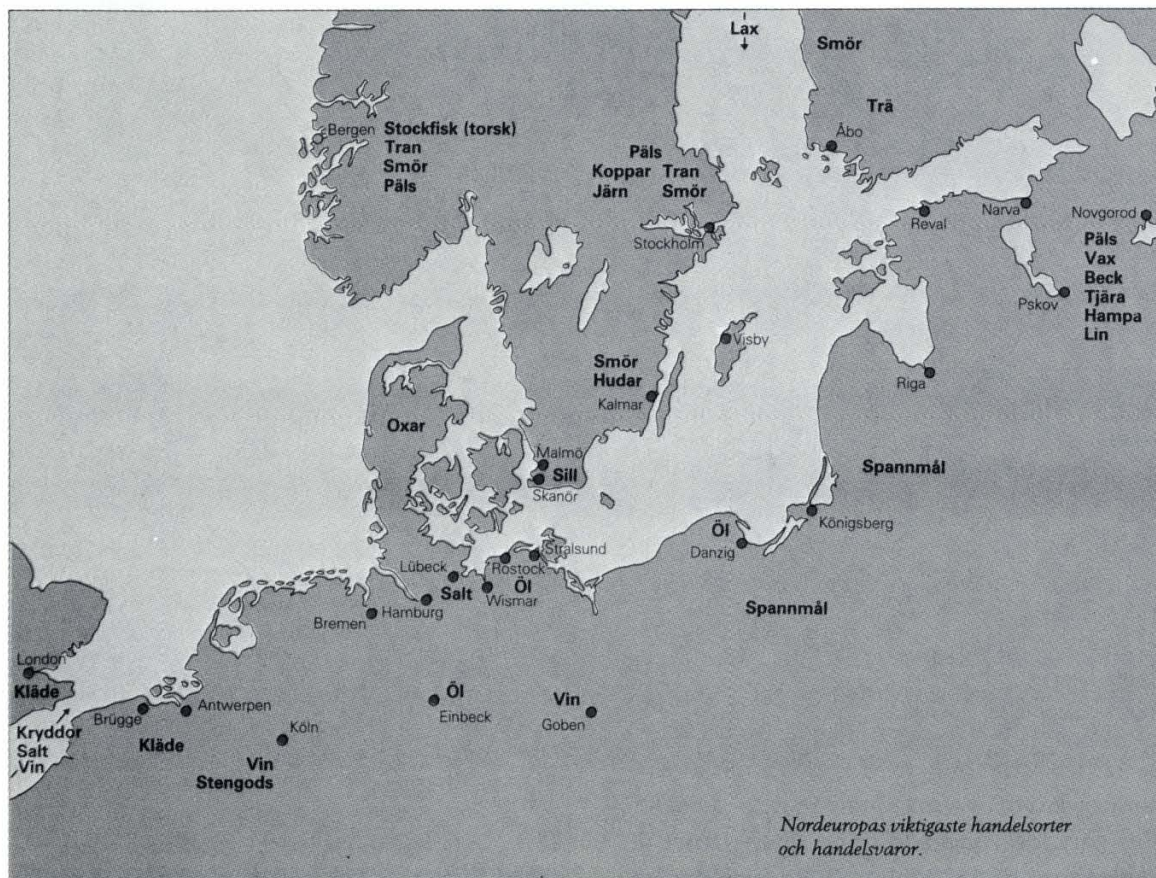 Lax
Smör
Trä
Åbo
Bergen
Stockfisk (torsk)
Tran
Smör
Päls
Päls
Koppar Tran
Järn Smör
Stockholm
Reval
Narva
Novgorod
Päls
Vax
Beck
Tjära
Hampa
Lin
Pskov
Visby
Riga
Smör
Hudar
Kalmar
Oxar
Malmö
Sill
Skanör
Spannmål
Königsberg
Öl
Danzig
Stralsund
Rostock
Lübeck
Salt
Öl
Wismar
Hamburg
Bremen
Spannmål
London
Kläde
Brügge
Antwerpen
Kryddor
Salt
Vin
Kläde
Köln
Vin
Stengods
Öl
Einbeck
Vin
Goben
Nordeuropas viktigaste handelsorter
och handelsvaror.